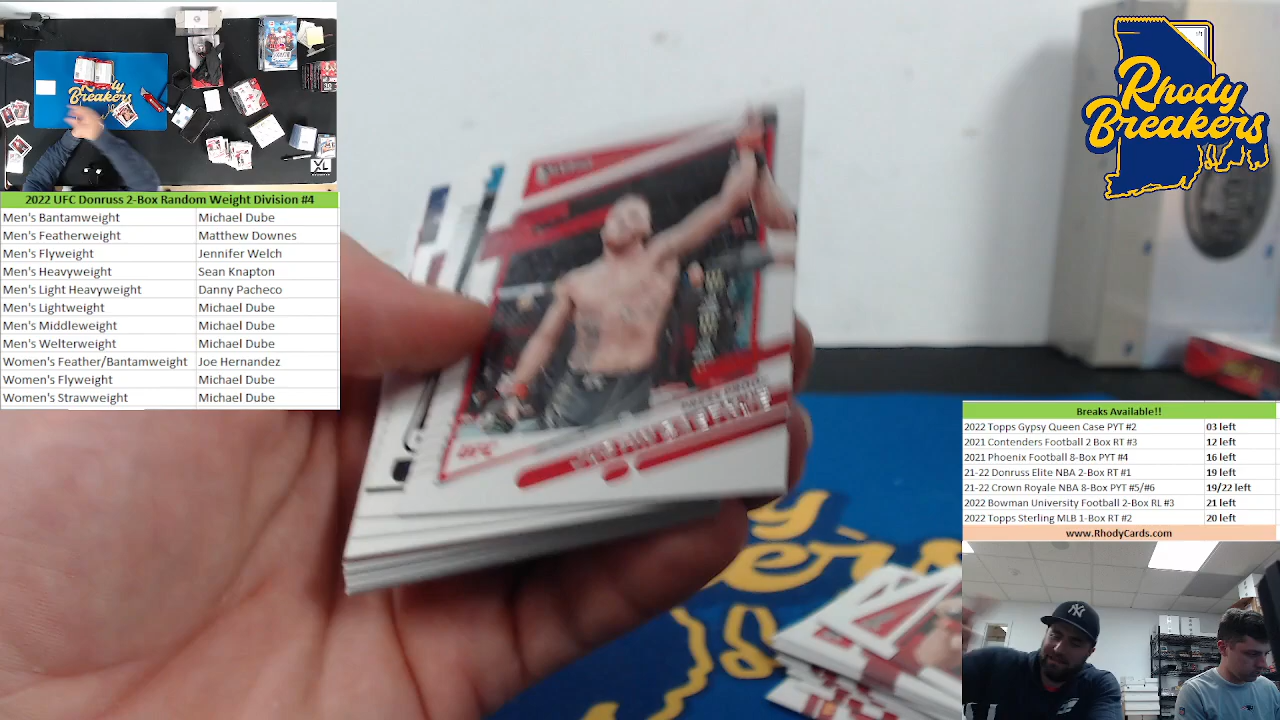 2022 UFC Donruss 2-Box Random Weight Division #4
Men's Bantamweight Michael Dube
Men's Featherweight Matthew Downes
Men's Flyweight Jennifer Welch
Men's Heavyweight Sean Knapton
Men's Light Heavyweight Danny Pacheco
Men's Lightweight Michael Dube
Men's Middleweight Michael Dube
Men's Welterweight Michael Dube
Women's Feather/Bantamweight Joe Hernandez
Women's Flyweight Michael Dube
Women's Strawweight Michael Dube
Rhody
Breakers
XL
Rhody
Breakers
UFC
Breaks Available!!
2022 Topps Gypsy Queen Case PYT #2 03 left
2021 Contenders Football 2 Box RT #3 12 left
2021 Phoenix Football 8-Box PYT #4 16 left
21-22 Donruss Elite NBA 2-Box RT #1 19 left
21-22 Crown Royale NBA 8-Box PYT #5/#6 19/22 left
2022 Bowman University Football 2-Box RL #3 21 left
2022 Topps Sterling MLB 1-Box RT #2 20 left
www.RhodyCards.com